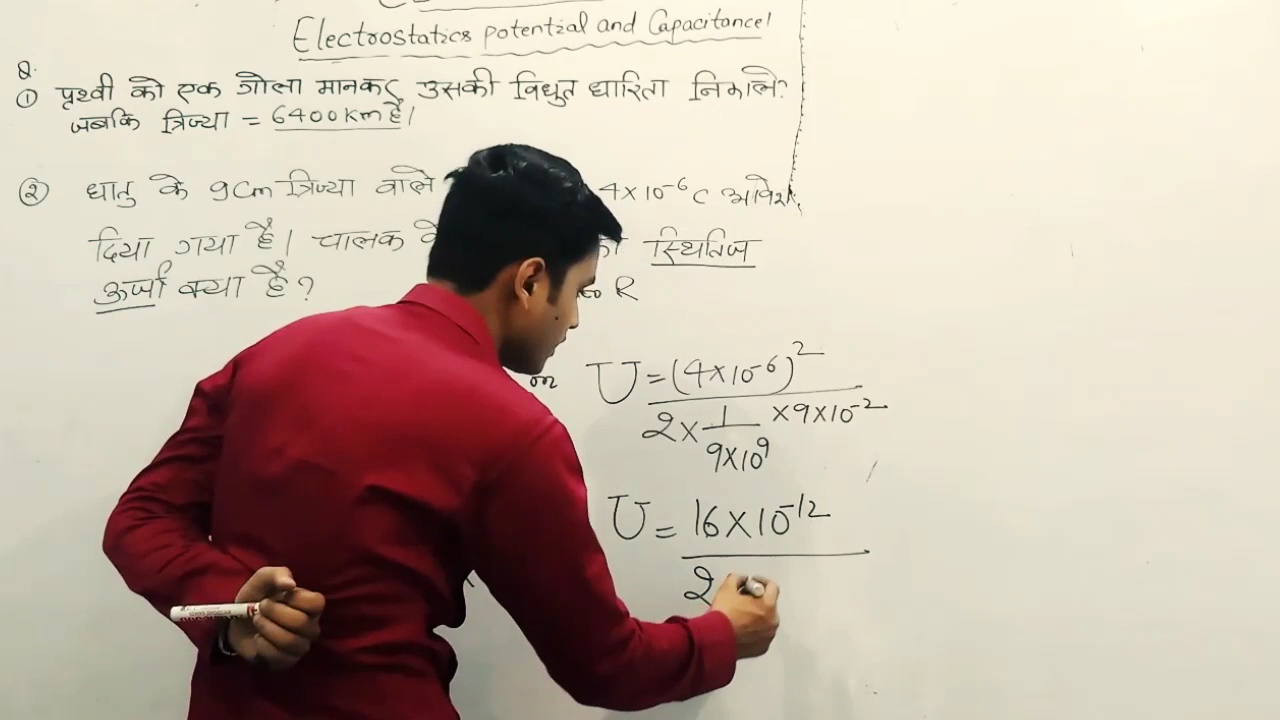 Electrostatics potential and Capacitance
Q.
① पृथ्वी को एक गोला मानकर उसकी विधुत धारिता निकाले?
जबकि त्रिज्या = 6400 Km है।
② धातु के 9cm त्रिज्या वाले 4×10⁻⁶ C आवेश
दिया गया है। चालक स्थितिज
ऊर्जा क्या है?
R
or U = (4×10⁻⁶)²
2× 1/9×10⁹ ×9×10⁻²
U = 16×10⁻¹²
2